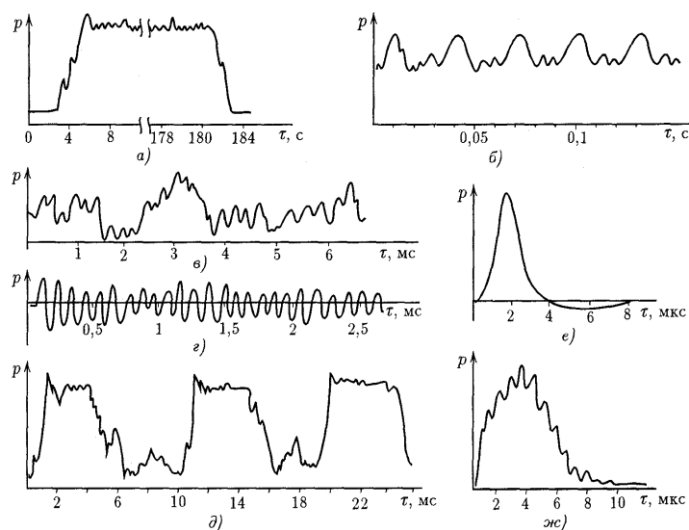 p
0 4 8 178 180 184 τ, с
а)
p
0,05 0,1 τ, с
б)
p
1 2 3 4 5 6 τ, мс
в)
p
0,5 1 1,5 2 2,5 τ, мс
г)
p
2 4 6 8 τ, мкс
е)
p
2 6 10 14 18 22 τ, мс
д)
p
2 4 6 8 10 τ, мкс
ж)